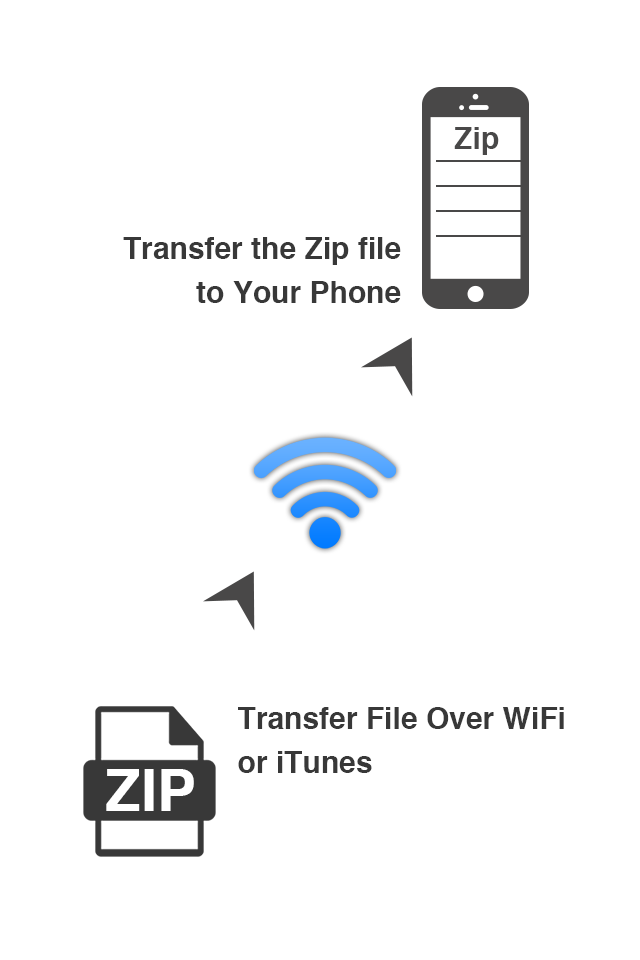 Zip
Transfer the Zip file
to Your Phone
Transfer File Over WiFi
or iTunes
ZIP